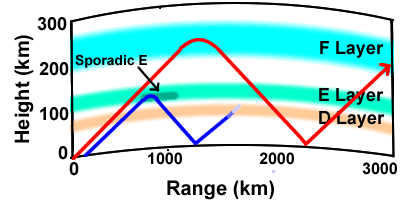 300
200
100
0
Height (km)
F Layer
Sporadic E
E Layer
D Layer
0
1000
2000
3000
Range (km)